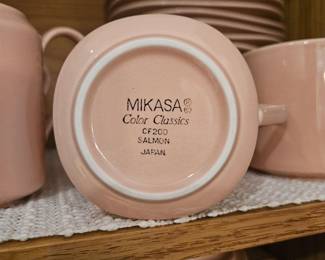 MIKASA
Color Classics
CF200
SALMON
JAPAN